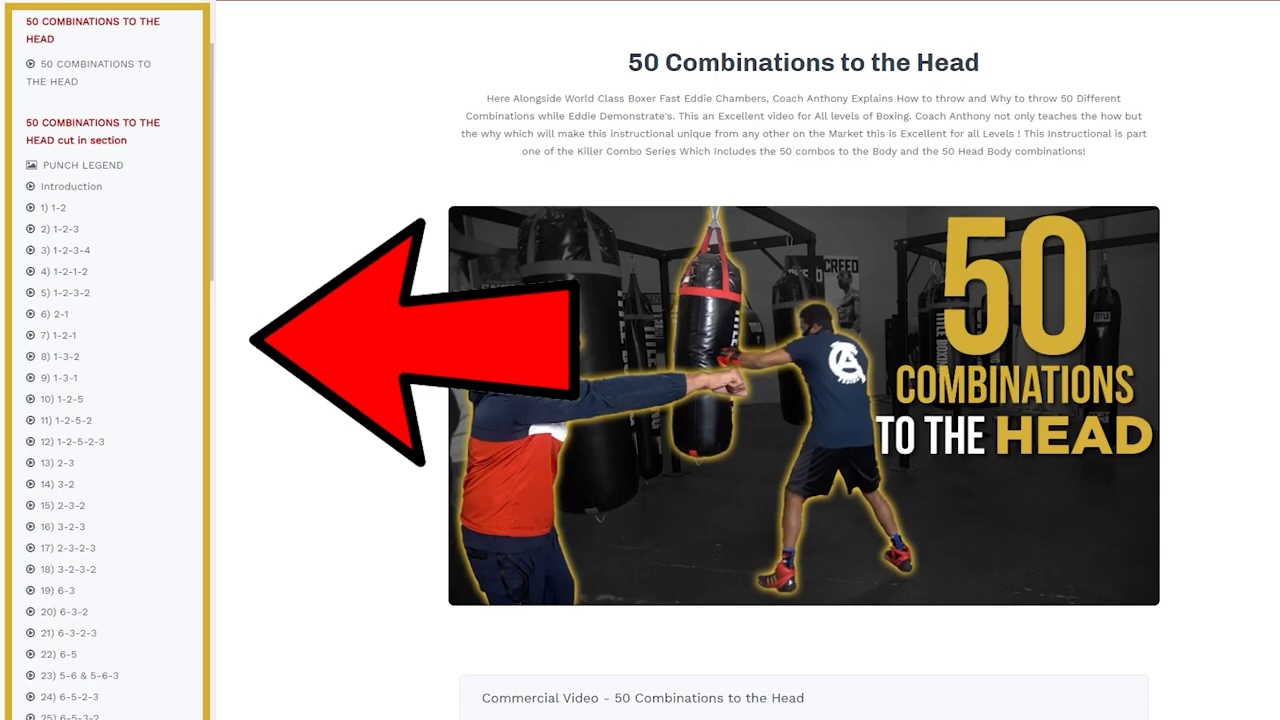 50 COMBINATIONS TO THE
HEAD
50 COMBINATIONS TO
THE HEAD
50 COMBINATIONS TO THE
HEAD cut in section
PUNCH LEGEND
Introduction
1) 1-2
2) 1-2-3
3) 1-2-3-4
4) 1-2-1-2
5) 1-2-3-2
6) 2-1
7) 1-2-1
8) 1-3-2
9) 1-3-1
10) 1-2-5
11) 1-2-5-2
12) 1-2-5-2-3
13) 2-3
14) 3-2
15) 2-3-2
16) 3-2-3
17) 2-3-2-3
18) 3-2-3-2
19) 6-3
20) 6-3-2
21) 6-3-2-3
22) 6-5
23) 5-6 & 5-6-3
24) 6-5-2-3
25) 6-5-3-2
50 Combinations to the Head
Here Alongside World Class Boxer Fast Eddie Chambers, Coach Anthony Explains How to throw and Why to throw 50 Different
Combinations while Eddie Demonstrate's. This an Excellent video for All levels of Boxing. Coach Anthony not only teaches the how but
the why which will make this instructional unique from any other on the Market this is Excellent for all Levels ! This Instructional is part
one of the Killer Combo Series Which Includes the 50 combos to the Body and the 50 Head Body combinations!
CREED
TITLE
50
COMBINATIONS
TO THE HEAD
Commercial Video - 50 Combinations to the Head